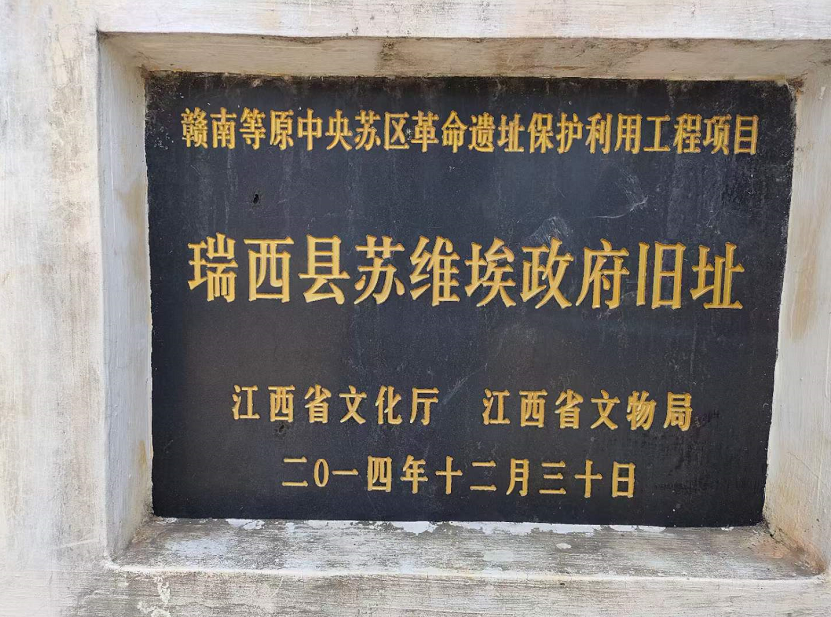 赣南等原中央苏区革命遗址保护利用工程项目
瑞西县苏维埃政府旧址
江西省文化厅 江西省文物局
二〇一四年十二月三十日